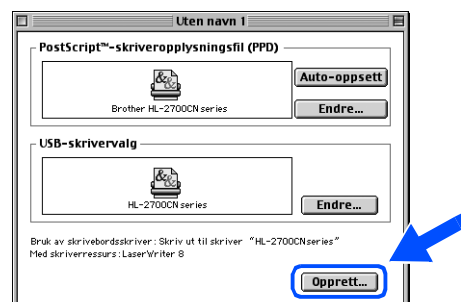 Uten navn 1
PostScript™-skriveropplysningsfil (PPD)
Auto-oppsett
Brother HL-2700CN series
Endre...
USB-skrivervalg
HL-2700CN series
Endre...
Bruk av skrivebordsskriver: Skriv ut til skriver "HL-2700CNseries"
Med skriverressurs: LaserWriter 8
Opprett...